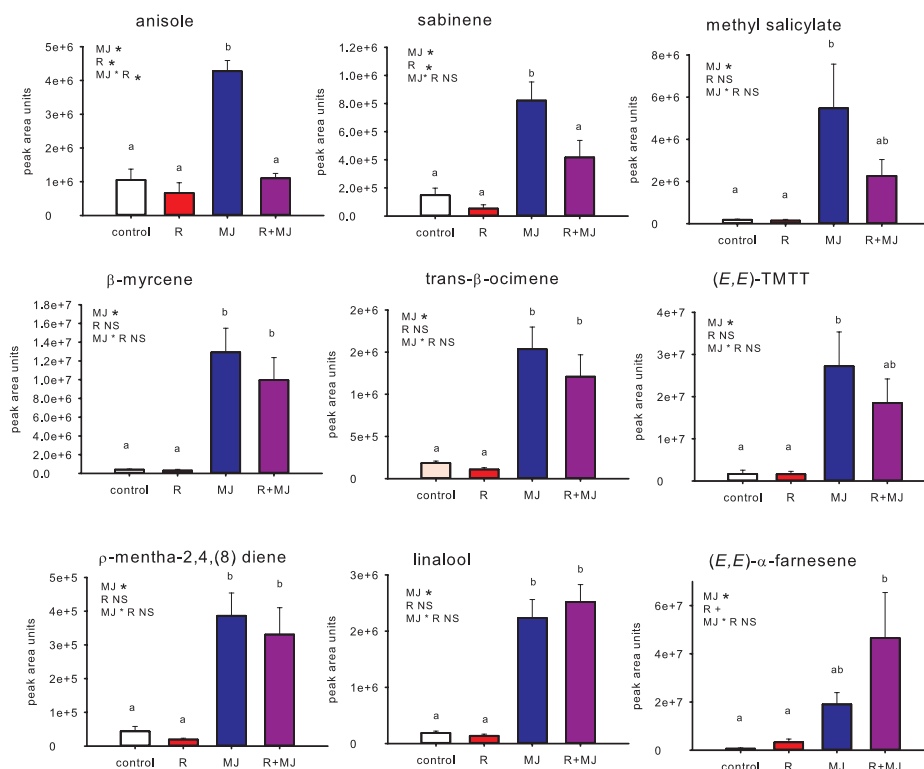 anisole
MJ *
R *
MJ * R *
peak area units
5e+6
4e+6
3e+6
2e+6
1e+6
0
a
a
b
a
control R MJ R+MJ
sabinene
MJ *
R *
MJ* R NS
peak area units
1.2e+6
1.0e+6
8.0e+5
6.0e+5
4.0e+5
2.0e+5
0.0
a
a
b
a
control R MJ R+MJ
methyl salicylate
MJ *
R NS
MJ * R NS
peak area units
8e+6
6e+6
4e+6
2e+6
0
a
a
b
ab
control R MJ R+MJ
β-myrcene
MJ *
R NS
MJ * R NS
peak area units
1.8e+7
1.6e+7
1.4e+7
1.2e+7
1.0e+7
8.0e+6
6.0e+6
4.0e+6
2.0e+6
0.0
a
a
b
b
control R MJ R+MJ
trans-β-ocimene
MJ *
R NS
MJ * R NS
peak area units
2e+6
2e+6
1e+6
5e+5
0
a
a
b
b
control R MJ R+MJ
(E,E)-TMTT
MJ *
R NS
MJ * R NS
peak area units
4e+7
3e+7
2e+7
1e+7
0
a
a
b
ab
control R MJ R+MJ
ρ-mentha-2,4,(8) diene
MJ *
R NS
MJ * R NS
peak area units
5e+5
4e+5
3e+5
2e+5
1e+5
0
a
a
b
b
control R MJ R+MJ
linalool
MJ *
R NS
MJ * R NS
peak area units
3e+6
2e+6
1e+6
0
a
a
b
b
control R MJ R+MJ
(E,E)-α-farnesene
MJ *
R +
MJ * R NS
peak area units
6e+7
4e+7
2e+7
0
a
a
ab
b
control R MJ R+MJ